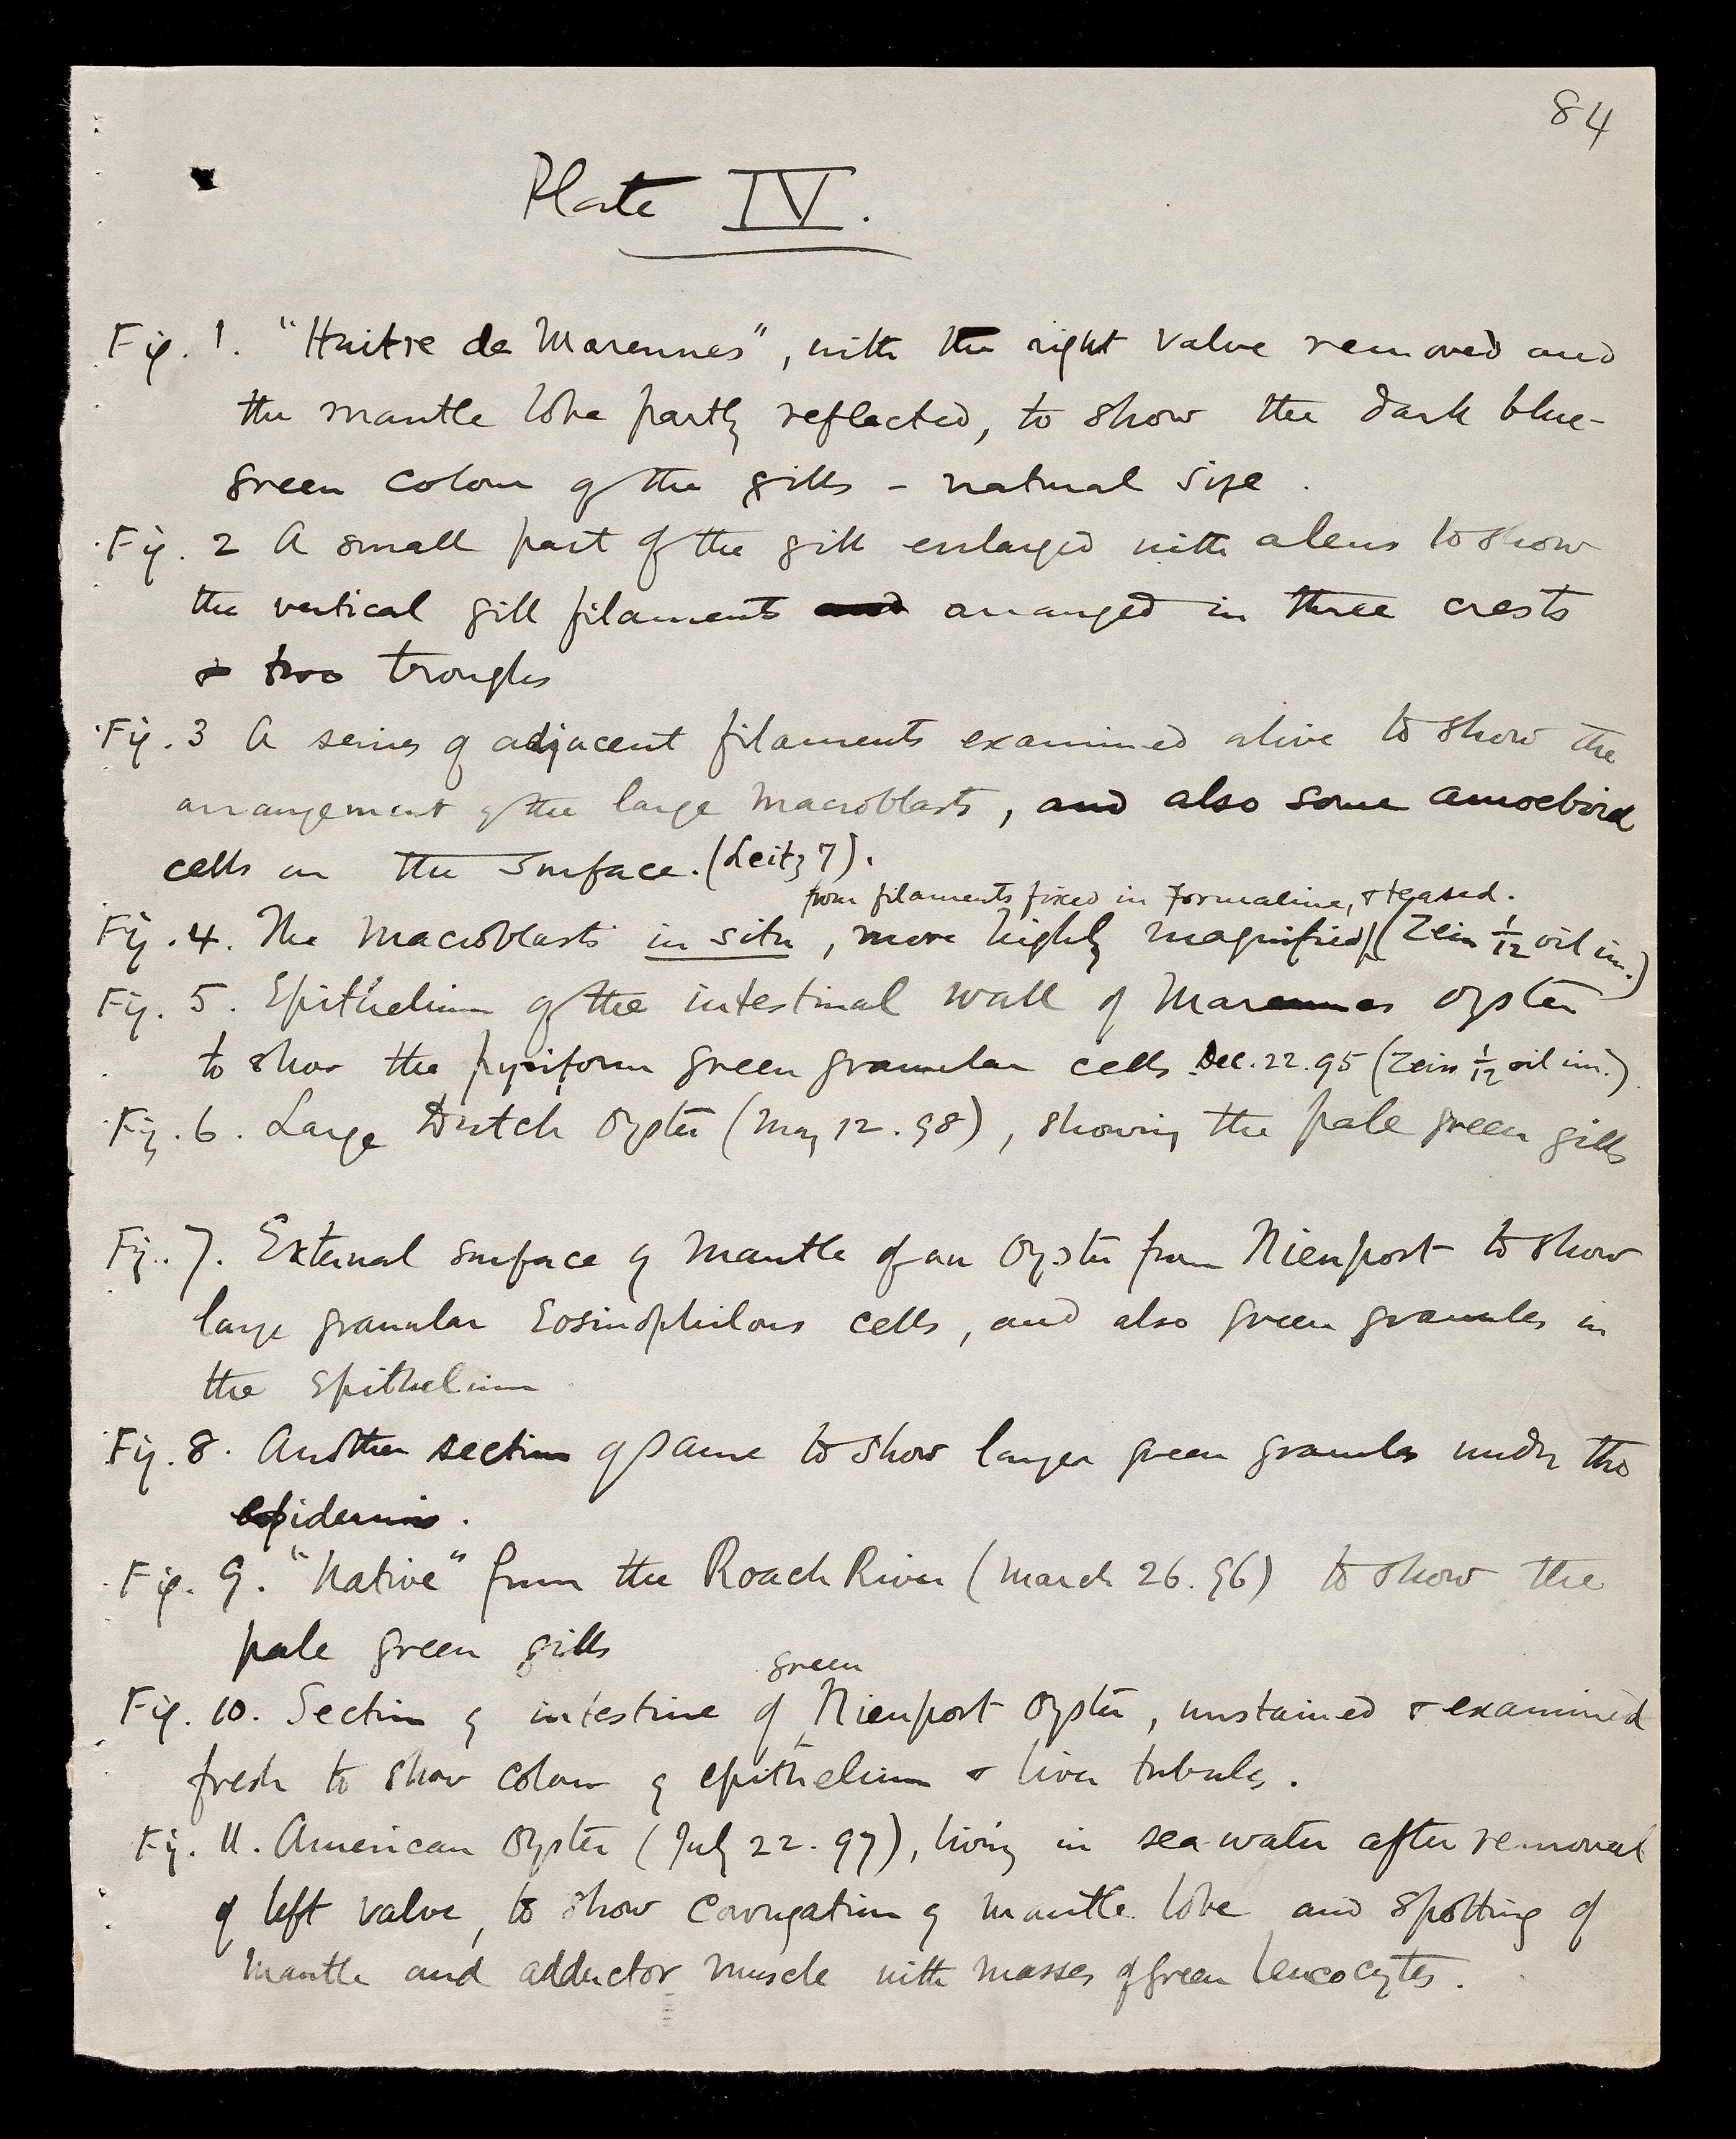 84
Plate IV.
Fig. 1. "Huitre de Marennes", with the right valve removed and
the mantle lobe partly reflected, to show the dark blue-
green colour of the gills - natural size.
Fig. 2 A small part of the gill enlarged with a lens to show
the vertical gill filaments and arranged in three crests
& two troughs
Fig. 3 A series of adjacent filaments examined alive to show the
arrangement of the large macroblasts, and also some amoeboid
cells on the surface. (Leitz 7).
from filaments fixed in formaline, & teased.
Fig. 4. The macroblasts in situ, more highly magnified (Zeiss 1/12 oil im.)
Fig. 5. Epithelium of the intestinal wall of Marennes oyster
to show the pyriform green granular cells Dec. 22. 95 (Zeiss 1/12 oil im.).
Fig. 6. Large Dutch Oyster (May 12. 98), showing the pale green gills
Fig. 7. External surface of mantle of an Oyster from Nieuport to show
large granular Eosinophilous cells, and also green granules in
the Epithelium
Fig. 8. Another section of same to show larger green granules under the
epidermis.
Fig. 9. "Native" from the Roach River (March 26. 96) to show the
pale green gills
green
Fig. 10. Section of intestine of Nieuport Oyster, unstained & examined
fresh to show colour of epithelium & liver tubules.
Fig. 11. American Oyster (July 22. 97), living in sea-water after removal
of left valve, to show corrugation of mantle lobe and spotting of
mantle and adductor muscle with masses of green leucocytes.